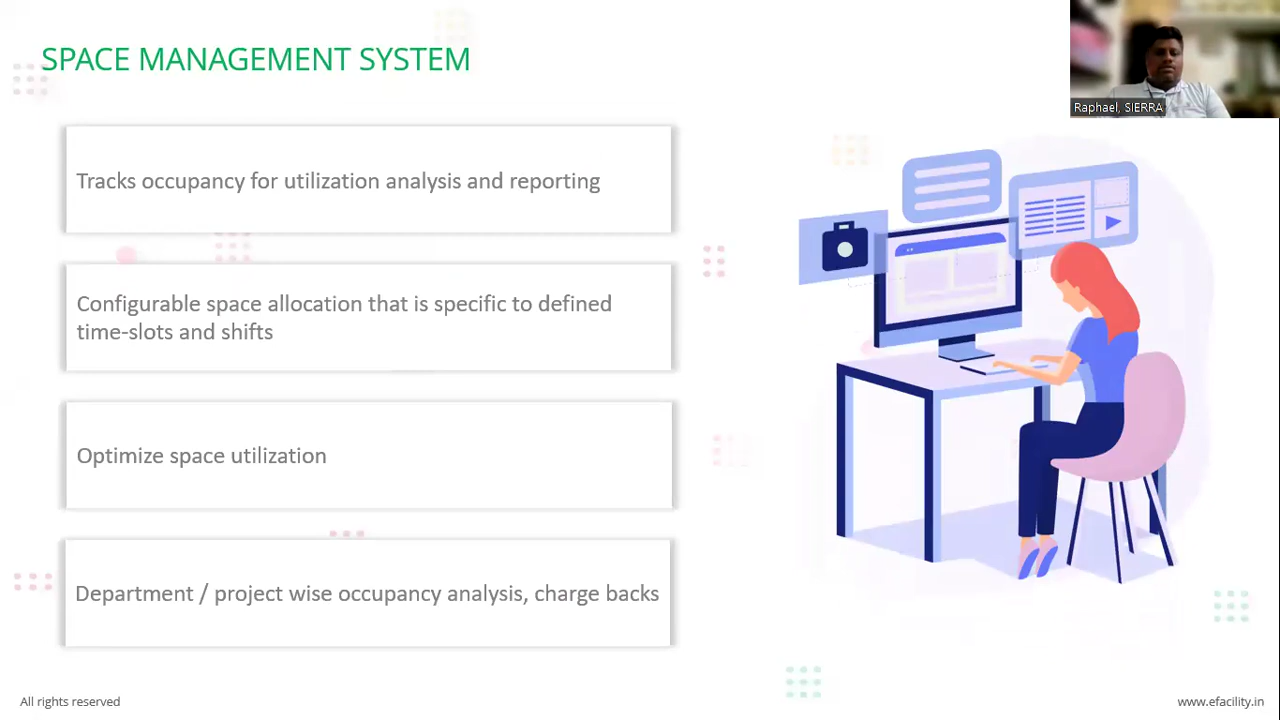 SPACE MANAGEMENT SYSTEM
Raphael, SIERRA
Tracks occupancy for utilization analysis and reporting
Configurable space allocation that is specific to defined
time-slots and shifts
Optimize space utilization
Department / project wise occupancy analysis, charge backs
All rights reserved
www.efacility.in